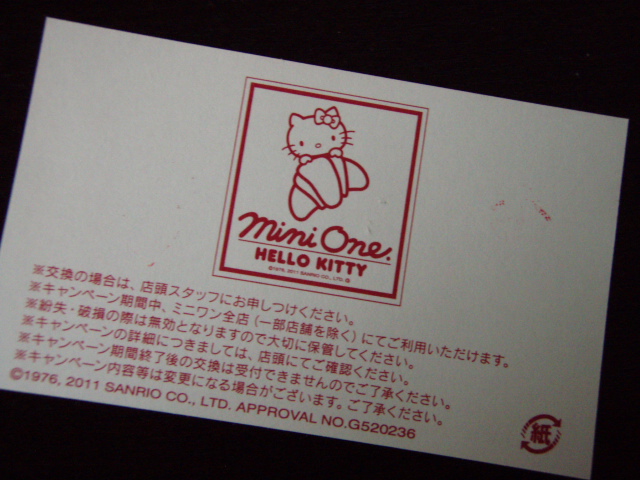 mini One.
HELLO KITTY
©1976, 2011 SANRIO CO., LTD.
※交換の場合は、店頭スタッフにお申しつけください。
※キャンペーン期間中、ミニワン全店（一部店舗を除く）にてご利用いただけます。
※紛失・破損の際は無効となりますので大切に保管してください。
※キャンペーンの詳細につきましては、店頭にてご確認ください。
※キャンペーン期間終了後の交換は受付できませんのでご了承ください。
※キャンペーン内容等は変更になる場合がございます。ご了承ください。
©1976, 2011 SANRIO CO., LTD. APPROVAL NO.G520236
紙